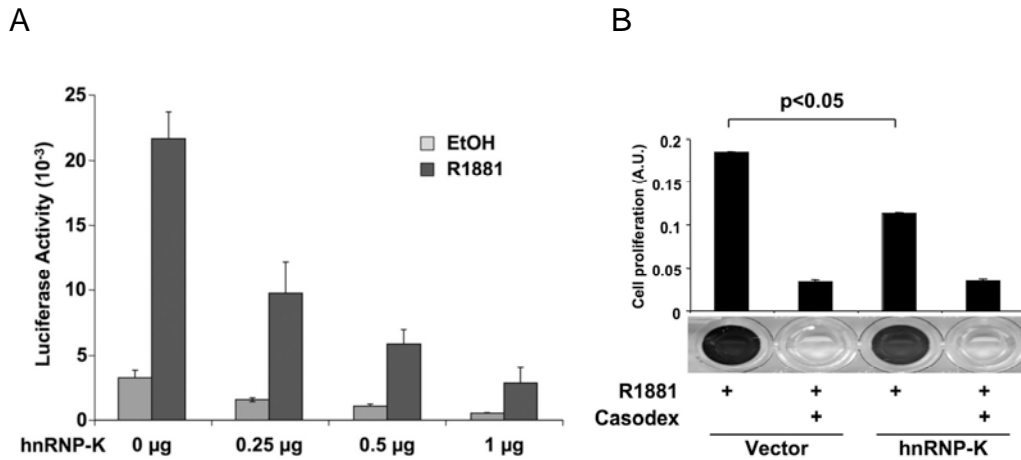 A
B
25
20
15
10
5
0
Luciferase Activity (10⁻³)
EtOH
R1881
hnRNP-K 0 µg 0.25 µg 0.5 µg 1 µg
p<0.05
0.2
0.15
0.1
0.05
0
Cell proliferation (A.U.)
R1881 + + + +
Casodex + +
Vector hnRNP-K